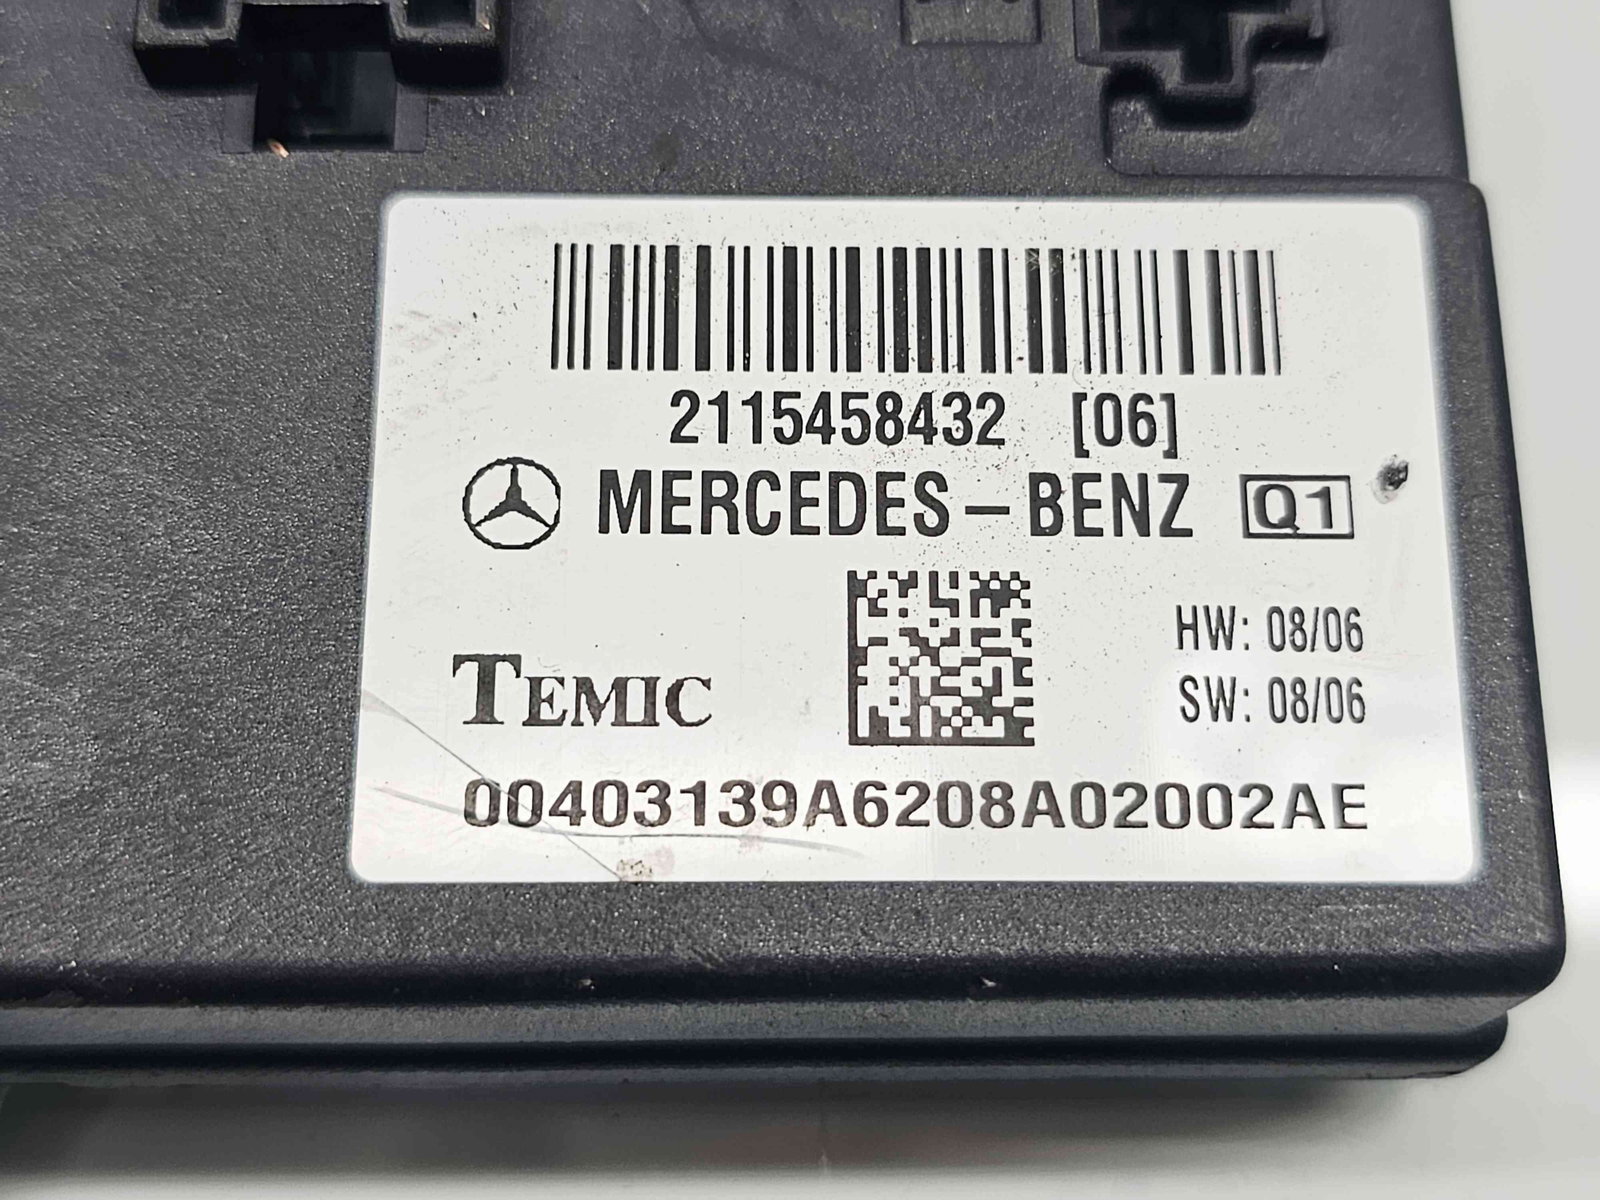 2115458432 [06]
MERCEDES-BENZ Q1
HW: 08/06
TEMIC
SW: 08/06
00403139A6208A02002AE